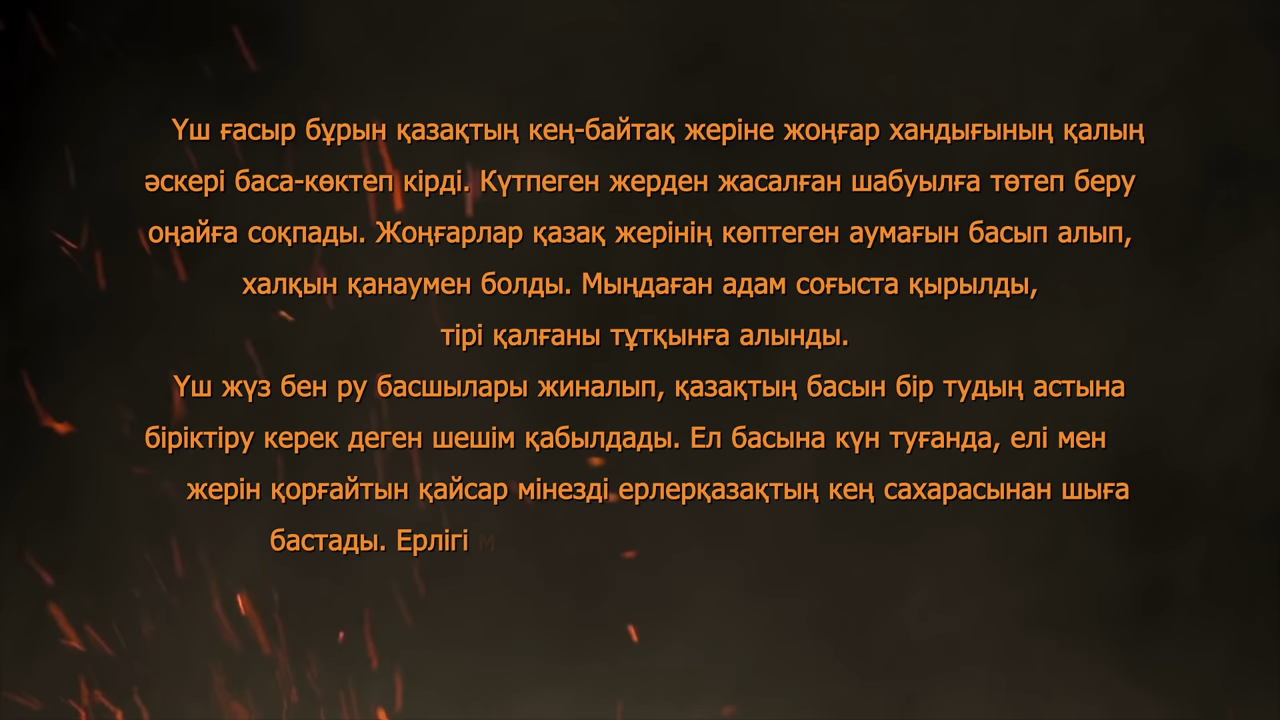 Үш ғасыр бұрын қазақтың кең-байтақ жеріне жоңғар хандығының қалың
әскері баса-көктеп кірді. Күтпеген жерден жасалған шабуылға төтеп беру
оңайға соқпады. Жоңғарлар қазақ жерінің көптеген аумағын басып алып,
халқын қанаумен болды. Мыңдаған адам соғыста қырылды,
тірі қалғаны тұтқынға алынды.
Үш жүз бен ру басшылары жиналып, қазақтың басын бір тудың астына
біріктіру керек деген шешім қабылдады. Ел басына күн туғанда, елі мен
жерін қорғайтын қайсар мінезді ерлерқазақтың кең сахарасынан шыға
бастады. Ерлігі м